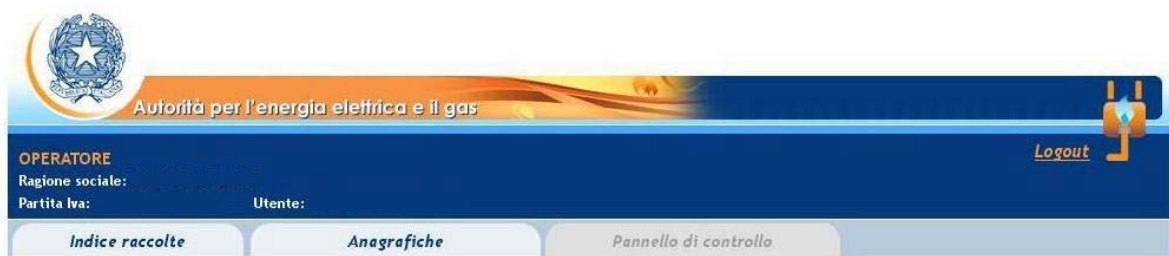 Autorità per l'energia elettrica e il gas
Logout
OPERATORE
Ragione sociale:
Partita Iva: Utente:
Indice raccolte Anagrafiche Pannello di controllo